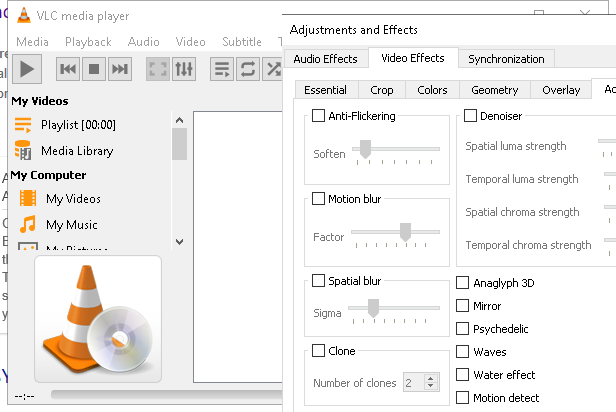 VLC media player
Media Playback Audio Video Subtitle
My Videos
Playlist [00:00]
Media Library
My Computer
My Videos
My Music
My Pictures
--:--
Adjustments and Effects
Audio Effects Video Effects Synchronization
Essential Crop Colors Geometry Overlay
Anti-Flickering
Soften
Motion blur
Factor
Spatial blur
Sigma
Clone
Number of clones 2
Denoiser
Spatial luma strength
Temporal luma strength
Spatial chroma strength
Temporal chroma strength
Anaglyph 3D
Mirror
Psychedelic
Waves
Water effect
Motion detect